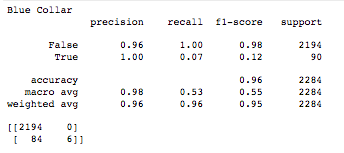 Blue Collar
precision recall f1-score support
False 0.96 1.00 0.98 2194
True 1.00 0.07 0.12 90
accuracy 0.96 2284
macro avg 0.98 0.53 0.55 2284
weighted avg 0.96 0.96 0.95 2284
[[2194 0]
[ 84 6]]